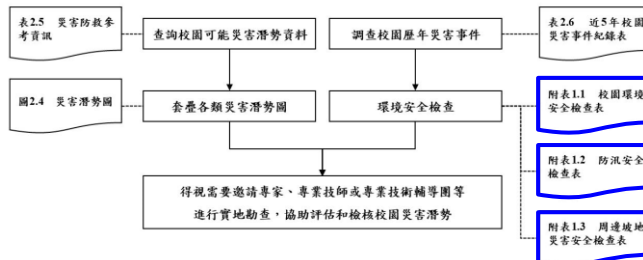 表2.5 災害防救參
考資訊
查詢校園可能災害潛勢資料
調查校園歷年災害事件
表2.6 近5年校園
災害事件紀錄表
圖2.4 災害潛勢圖
套疊各類災害潛勢圖
環境安全檢查
附表1.1 校園環境
安全檢查表
附表1.2 防汛安全
檢查表
得視需要邀請專家、專業技師或專業技術輔導團等
進行實地勘查，協助評估和檢核校園災害潛勢
附表1.3 周邊坡地
災害安全檢查表